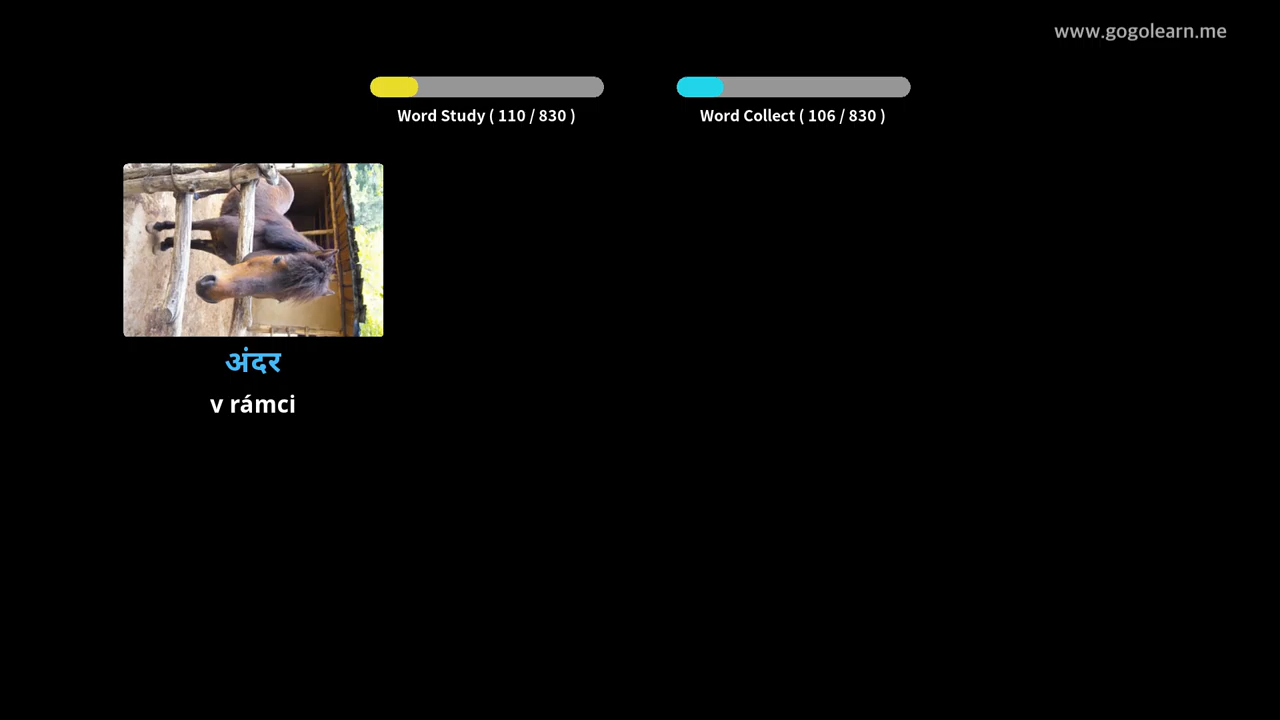 www.gogolearn.me
Word Study ( 110 / 830 )
Word Collect ( 106 / 830 )
अंदर
v rámci